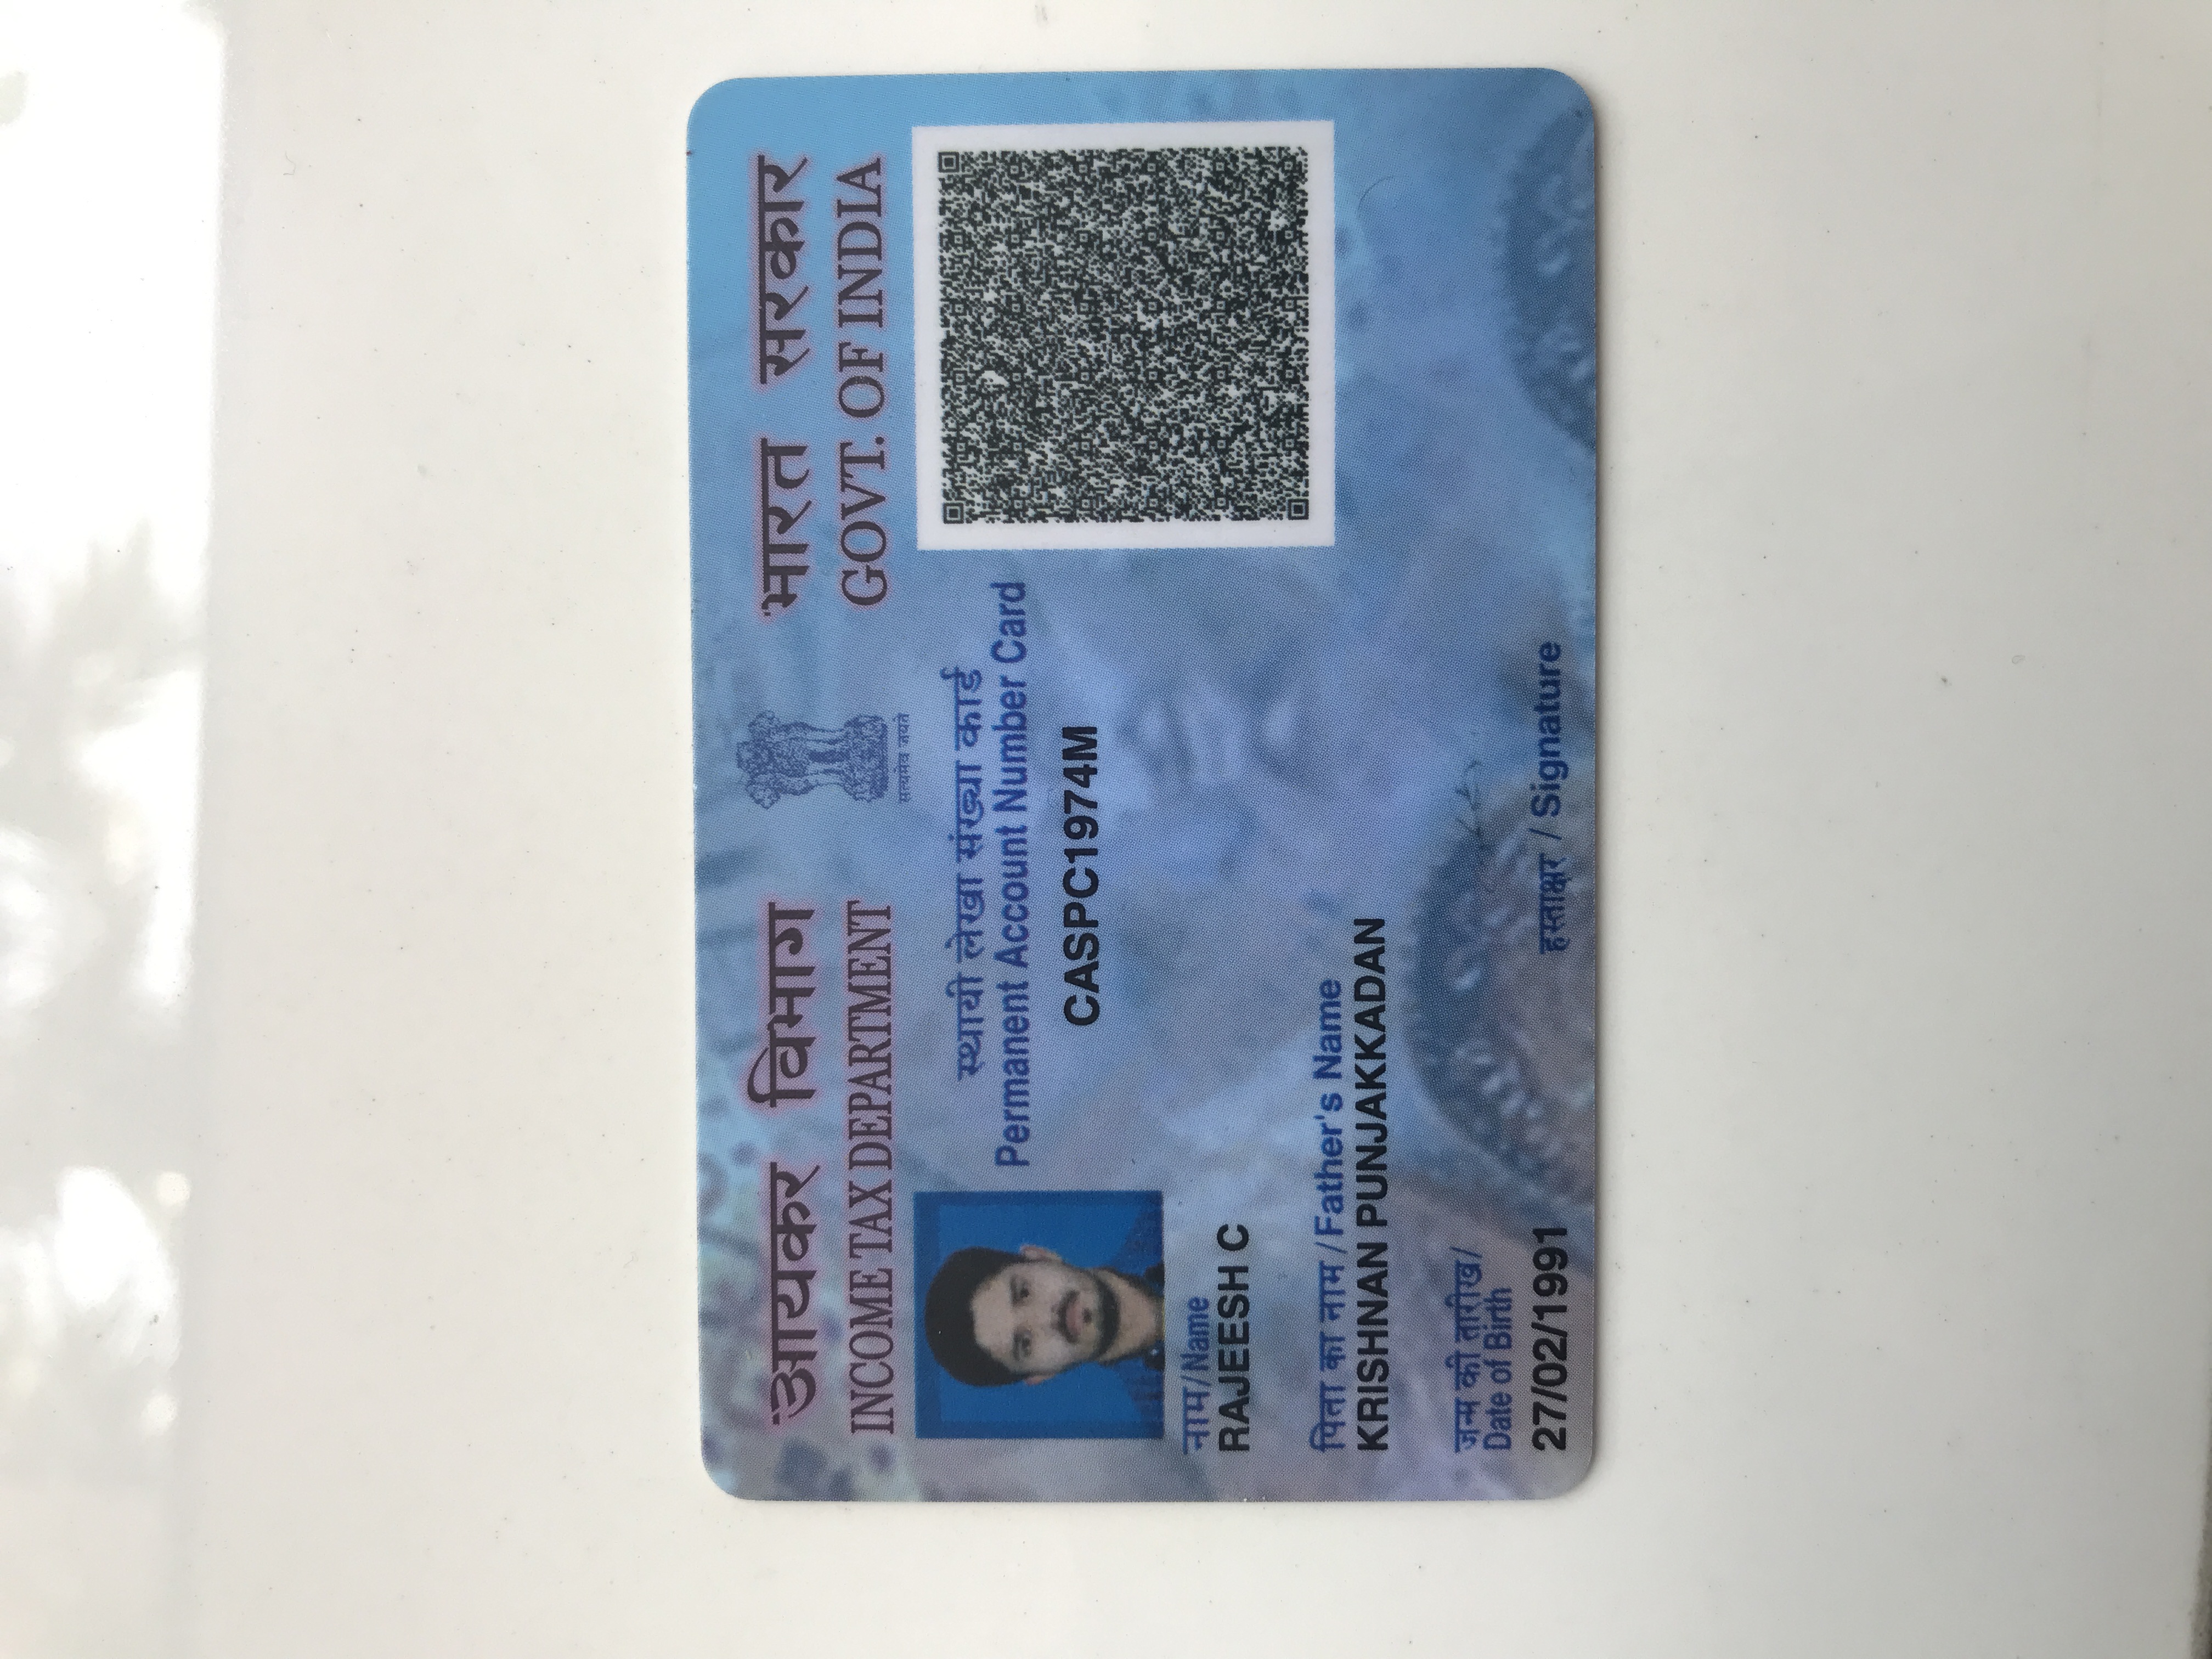 आयकर विभाग
INCOME TAX DEPARTMENT
सत्यमेव जयते
भारत सरकार
GOVT. OF INDIA
स्थायी लेखा संख्या कार्ड
Permanent Account Number Card
CASPC1974M
नाम/Name
RAJEESH C
पिता का नाम/Father's Name
KRISHNAN PUNJAKKADAN
जन्म की तारीख/
Date of Birth
27/02/1991
हस्ताक्षर / Signature